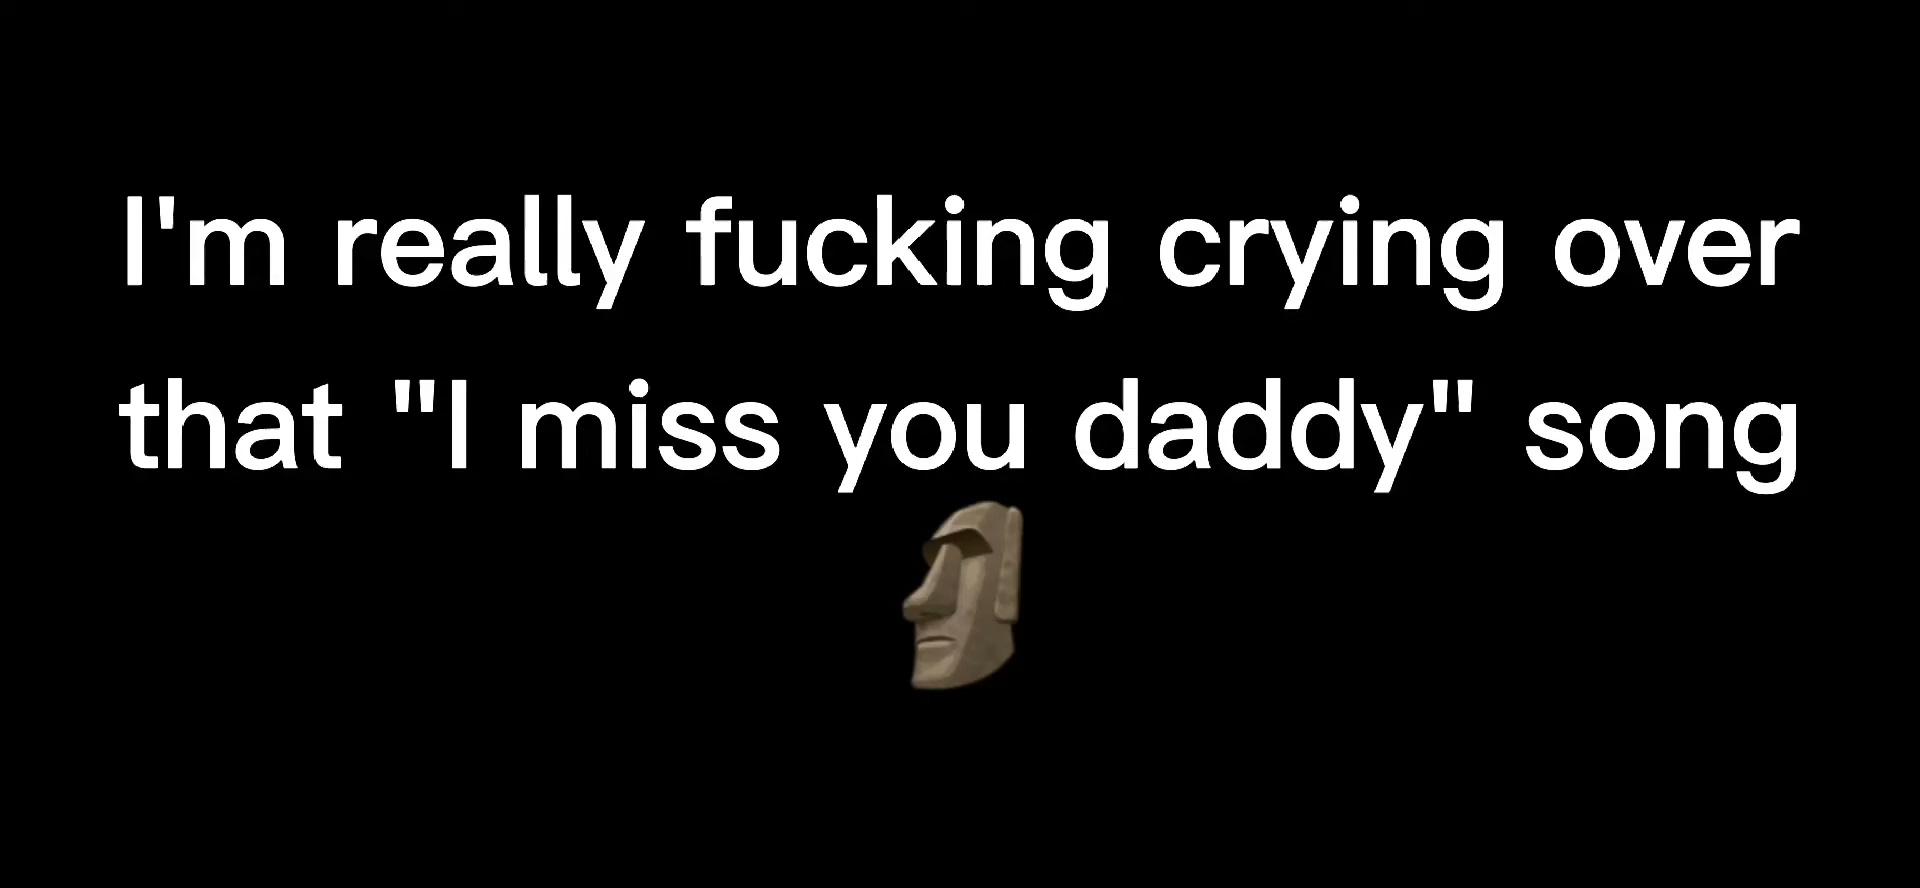 I'm really fucking crying over
that "I miss you daddy" song
🗿